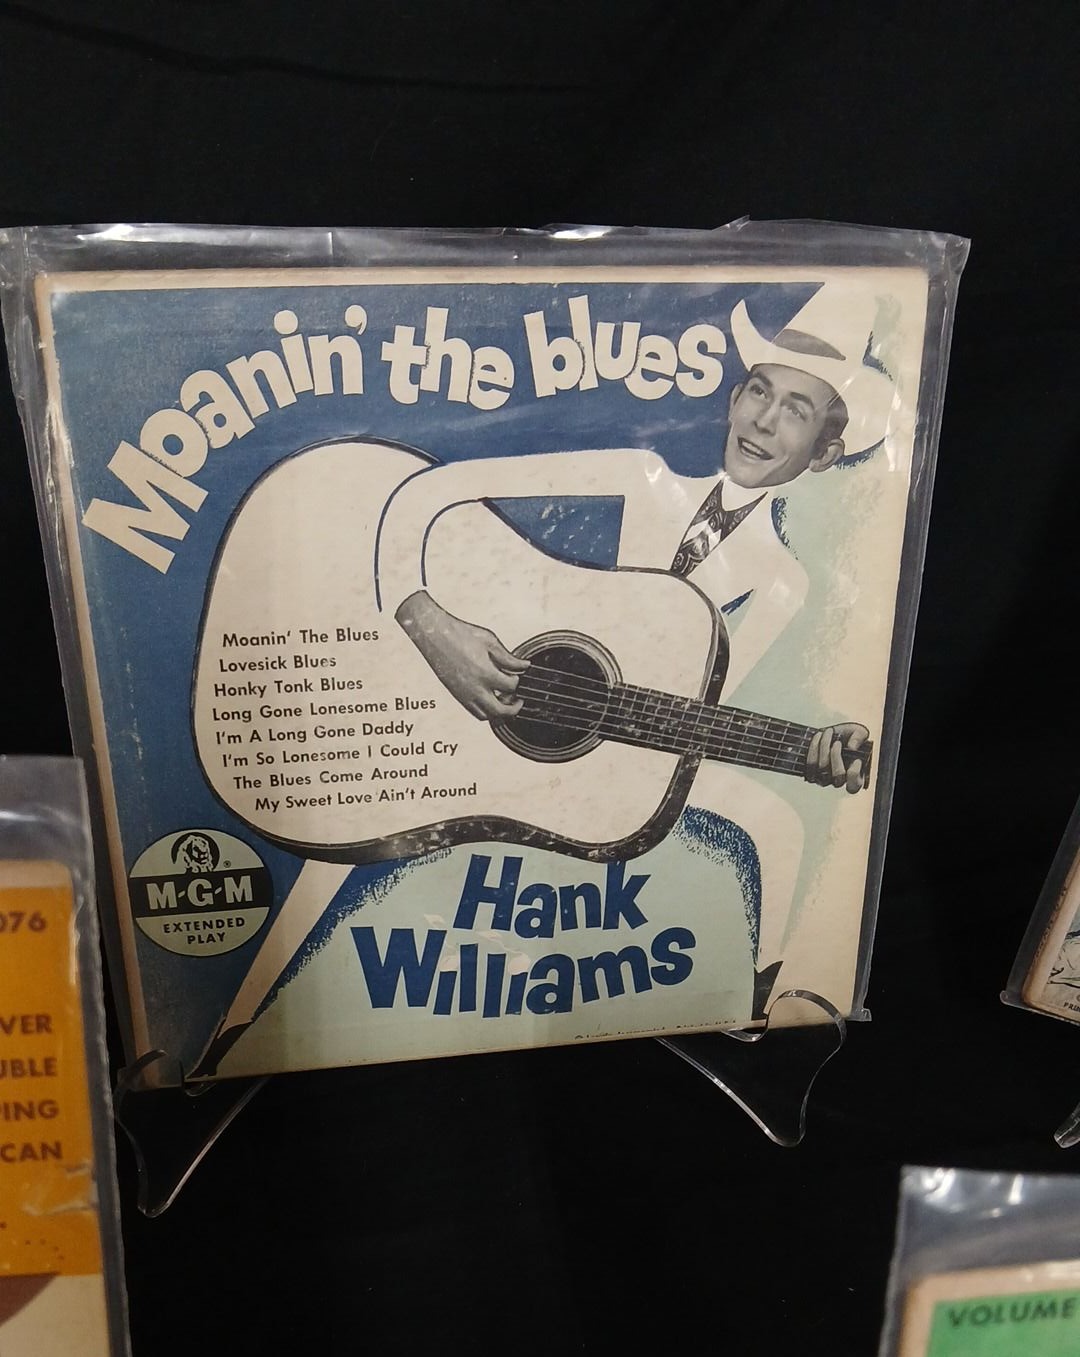 Moanin' the blues
Moanin' The Blues
Lovesick Blues
Honky Tonk Blues
Long Gone Lonesome Blues
I'm A Long Gone Daddy
I'm So Lonesome I Could Cry
The Blues Come Around
My Sweet Love Ain't Around
M-G-M
®
EXTENDED
PLAY
Hank
Williams
076
VER
UBLE
PING
CAN
VOLUME